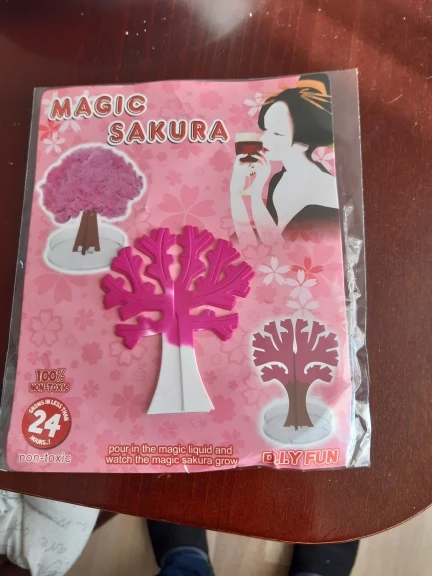 MAGIC
SAKURA
100%
NON-TOXIC
GROWS IN LESS THAN
24
HOURS..!
non-toxic
pour in the magic liquid and
watch the magic sakura grow
D.I.Y FUN